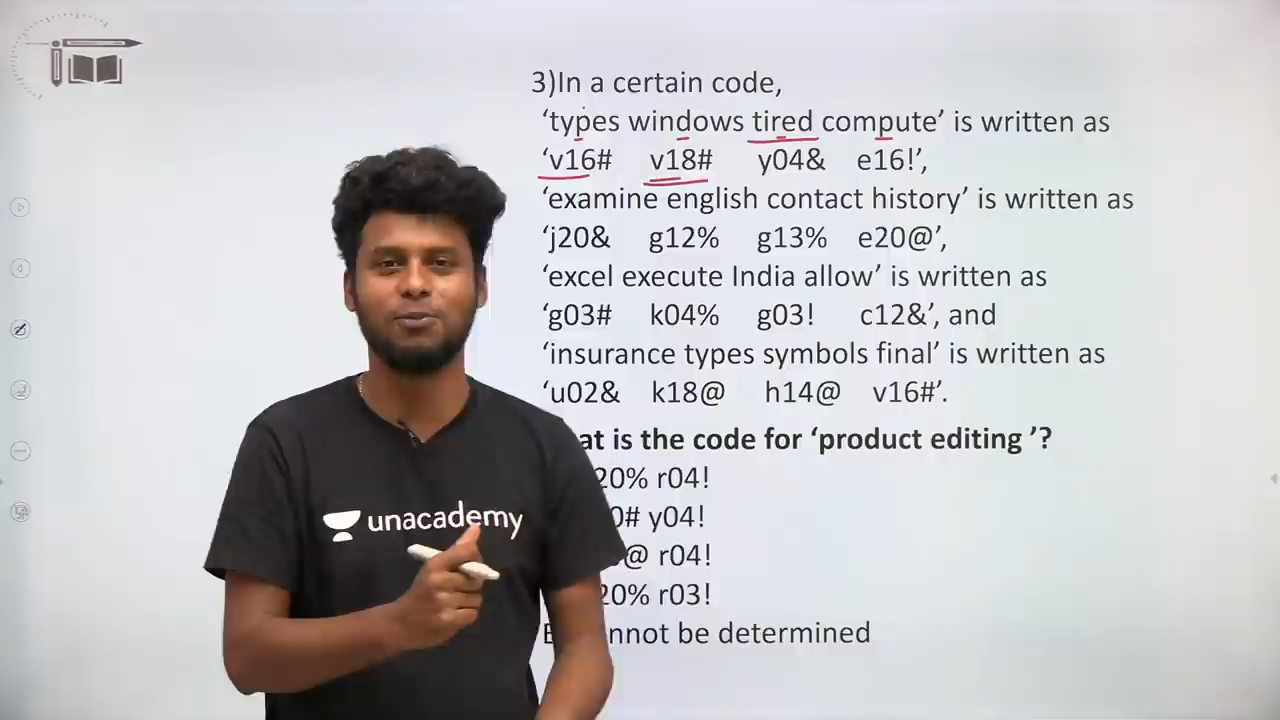 3)In a certain code,
‘types windows tired compute’ is written as
‘v16# v18# y04& e16!’,
‘examine english contact history’ is written as
‘j20& g12% g13% e20@’,
‘excel execute India allow’ is written as
‘g03# k04% g03! c12&’, and
‘insurance types symbols final’ is written as
‘u02& k18@ h14@ v16#’.
is the code for ‘product editing ’?
20% r04!
# y04!
@ r04!
20% r03!
be determined
unacademy